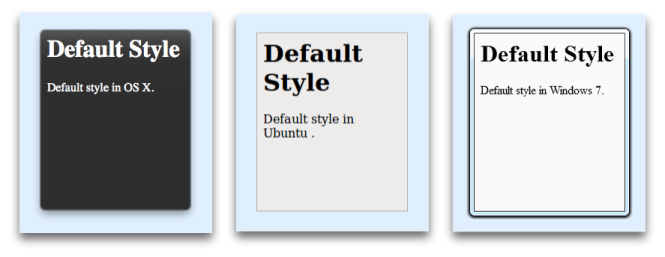 Default Style
Default style in OS X.
Default
Style
Default style in
Ubuntu .
Default Style
Default style in Windows 7.